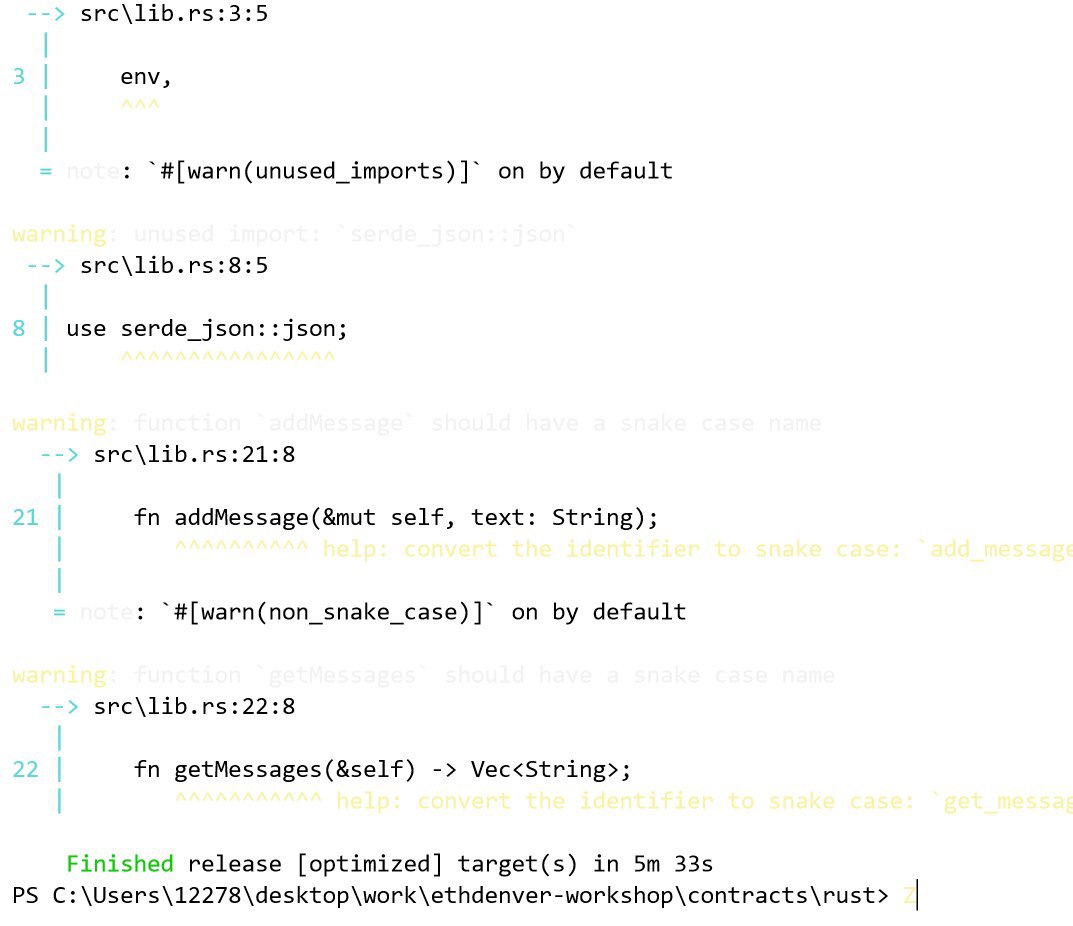 --> src\lib.rs:3:5
|
3 | env,
| ^^^
|
= note: `#[warn(unused_imports)]` on by default
warning: unused import: `serde_json::json`
--> src\lib.rs:8:5
|
8 | use serde_json::json;
| ^^^^^^^^^^^^^^^^
warning: function `addMessage` should have a snake case name
--> src\lib.rs:21:8
|
21 | fn addMessage(&mut self, text: String);
| ^^^^^^^^^^ help: convert the identifier to snake case: `add_message
|
= note: `#[warn(non_snake_case)]` on by default
warning: function `getMessages` should have a snake case name
--> src\lib.rs:22:8
|
22 | fn getMessages(&self) -> Vec<String>;
| ^^^^^^^^^^^ help: convert the identifier to snake case: `get_messag
Finished release [optimized] target(s) in 5m 33s
PS C:\Users\12278\desktop\work\ethdenver-workshop\contracts\rust> Z